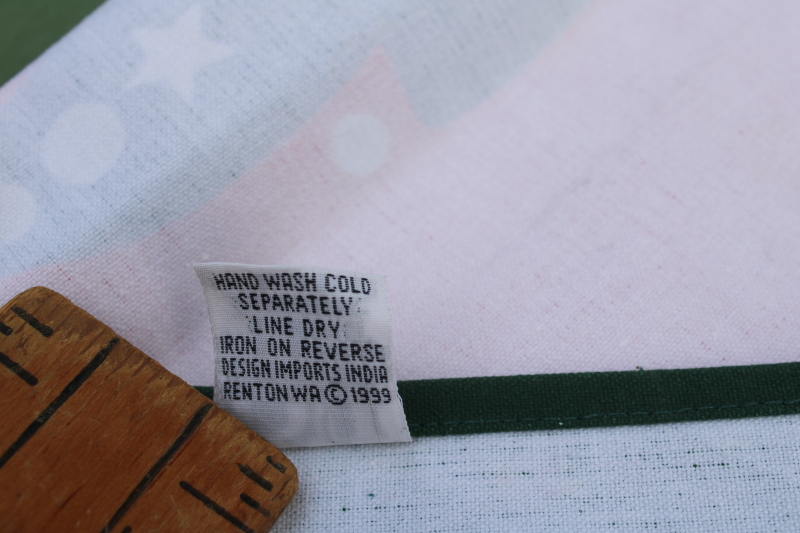 HAND WASH COLD
SEPARATELY
LINE DRY
IRON ON REVERSE
DESIGN IMPORTS INDIA
RENTON WA © 1999